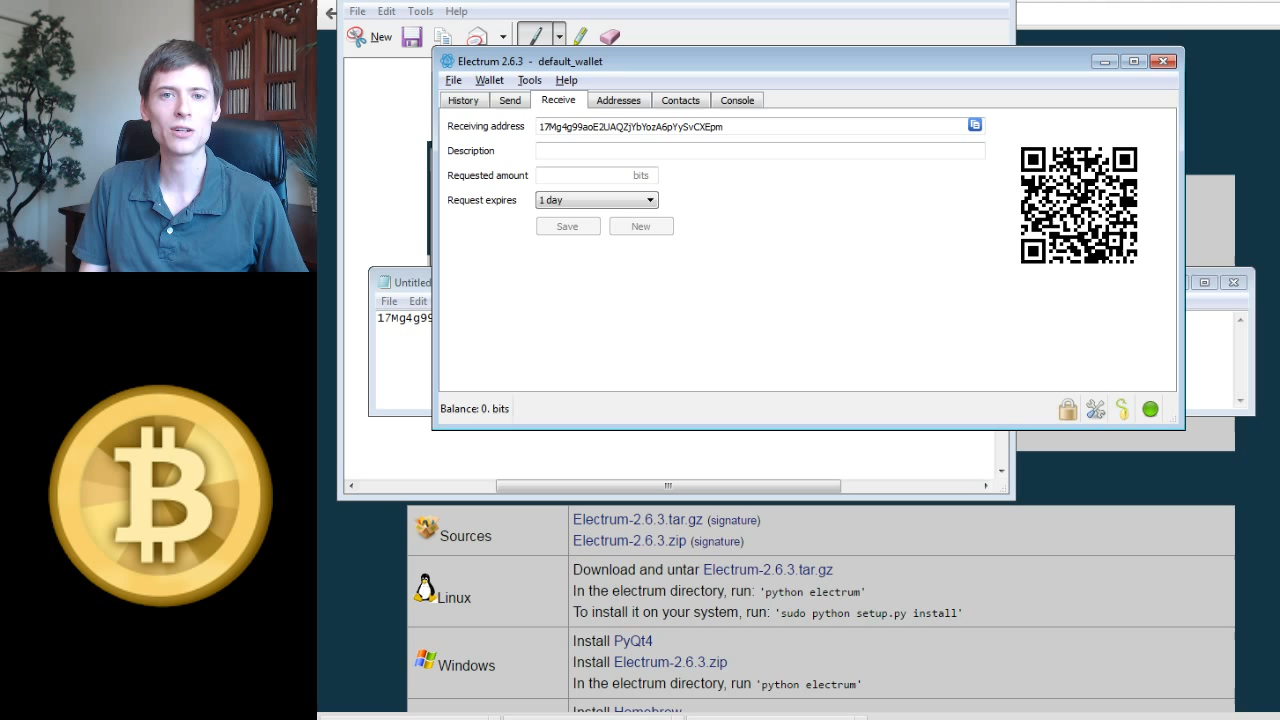 File Edit Tools Help
New
Electrum 2.6.3 - default_wallet
File Wallet Tools Help
History Send Receive Addresses Contacts Console
Receiving address 17Mg4g99aoE2UAQZjYbYozA6pYySvCXEpm
Description
Requested amount bits
Request expires 1 day
Save New
Untitled
File Edit
17Mg4g99
Balance: 0. bits
B
Sources
Electrum-2.6.3.tar.gz (signature)
Electrum-2.6.3.zip (signature)
Linux
Download and untar Electrum-2.6.3.tar.gz
In the electrum directory, run: 'python electrum'
To install it on your system, run: 'sudo python setup.py install'
Windows
Install PyQt4
Install Electrum-2.6.3.zip
In the electrum directory, run 'python electrum'
Install Homebrew